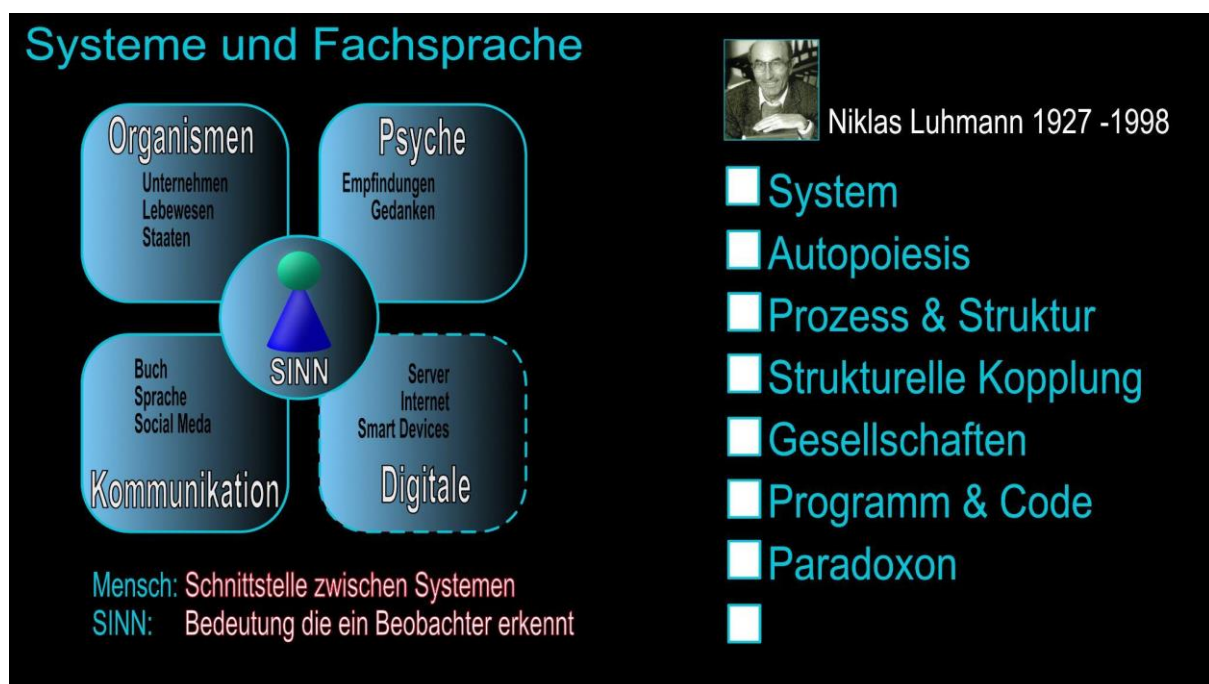 Systeme und Fachsprache
Organismen
Unternehmen
Lebewesen
Staaten
Psyche
Empfindungen
Gedanken
SINN
Buch
Sprache
Social Meda
Kommunikation
Server
Internet
Smart Devices
Digitale
Mensch: Schnittstelle zwischen Systemen
SINN: Bedeutung die ein Beobachter erkennt
Niklas Luhmann 1927 -1998
System
Autopoiesis
Prozess & Struktur
Strukturelle Kopplung
Gesellschaften
Programm & Code
Paradoxon